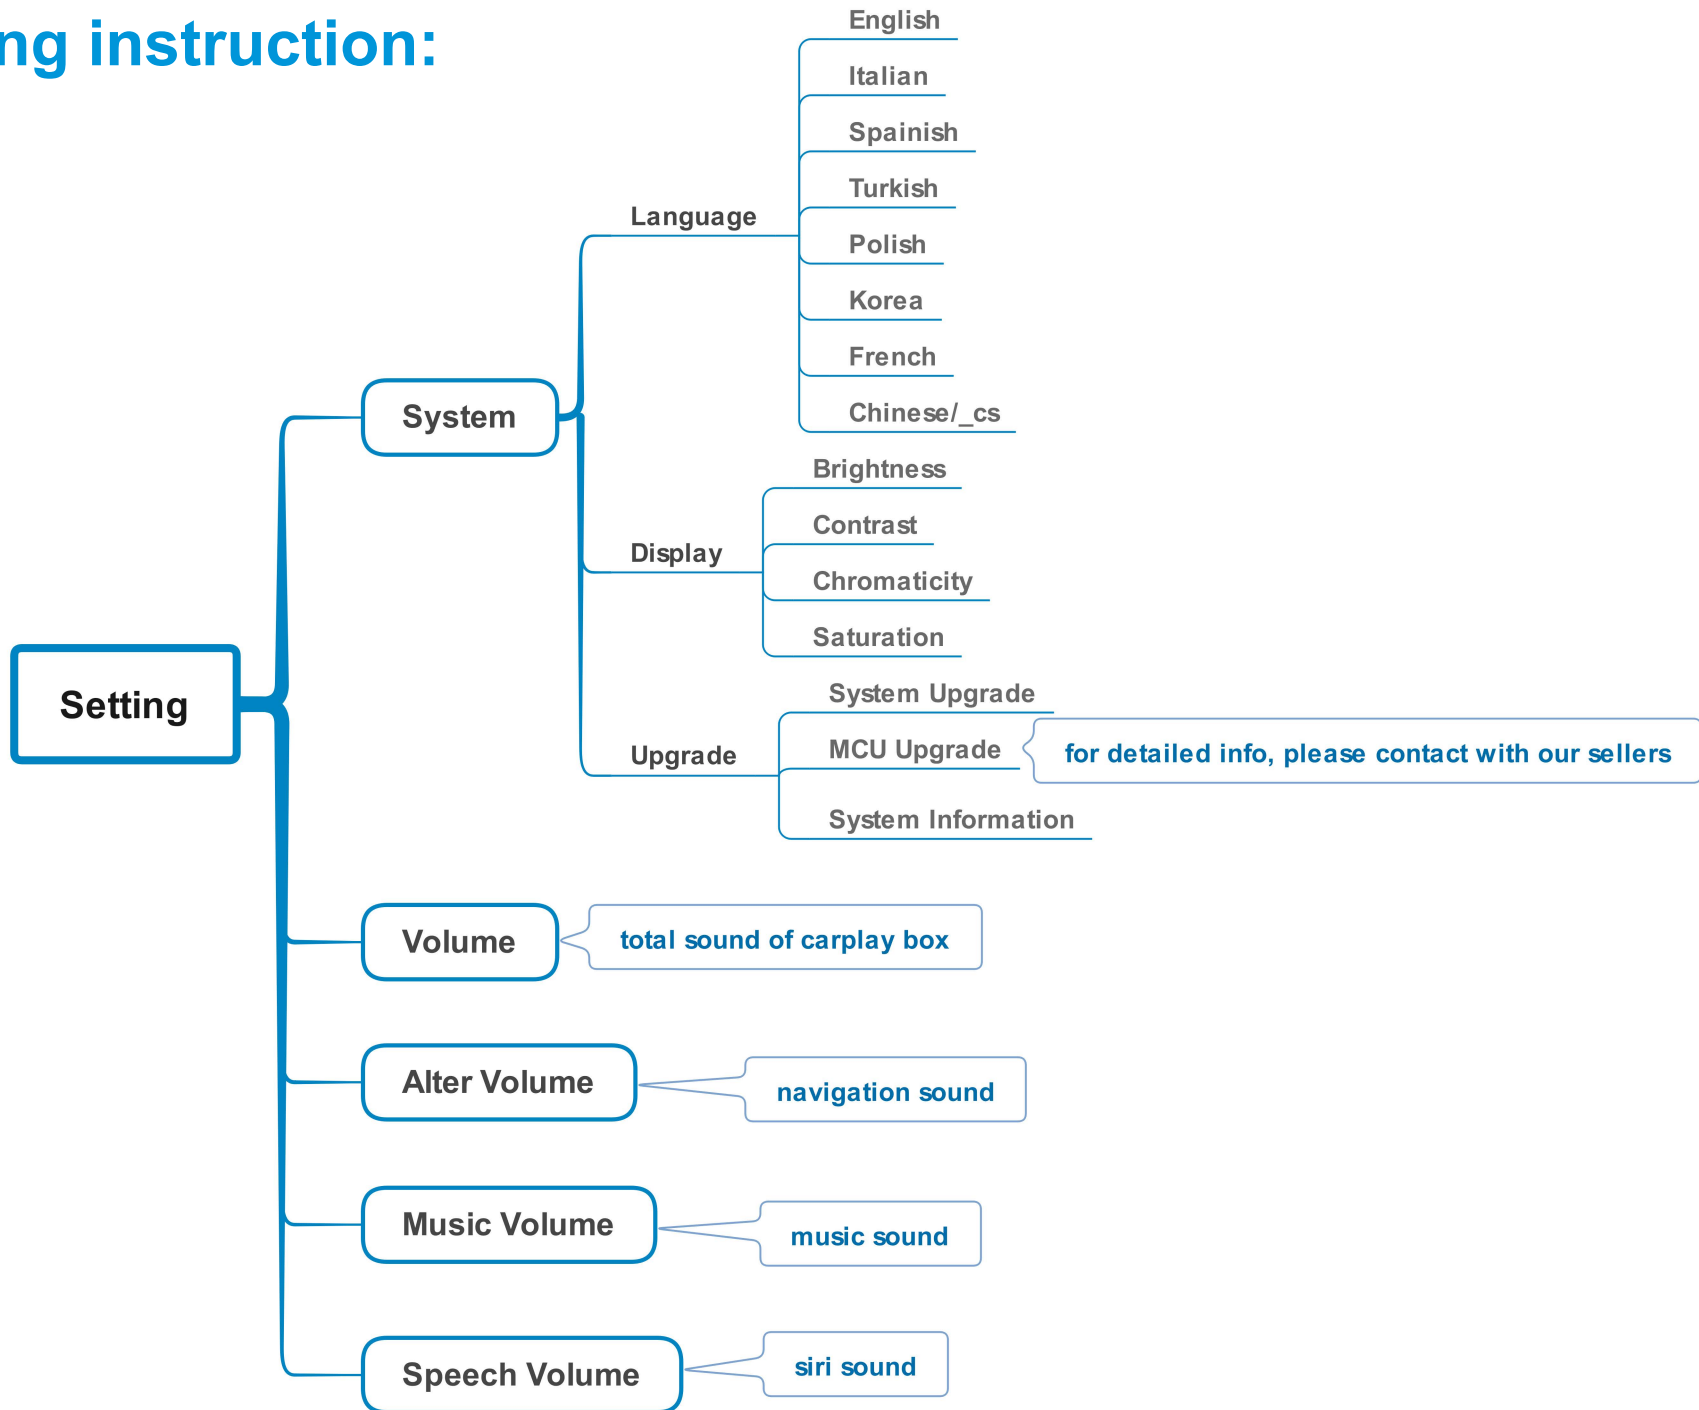 ng instruction:
English
Italian
Spainish
Turkish
Language
Polish
Korea
French
Chinese/_cs
System
Brightness
Contrast
Display
Chromaticity
Saturation
System Upgrade
MCU Upgrade
for detailed info, please contact with our sellers
Upgrade
System Information
Setting
Volume
total sound of carplay box
Alter Volume
navigation sound
Music Volume
music sound
Speech Volume
siri sound